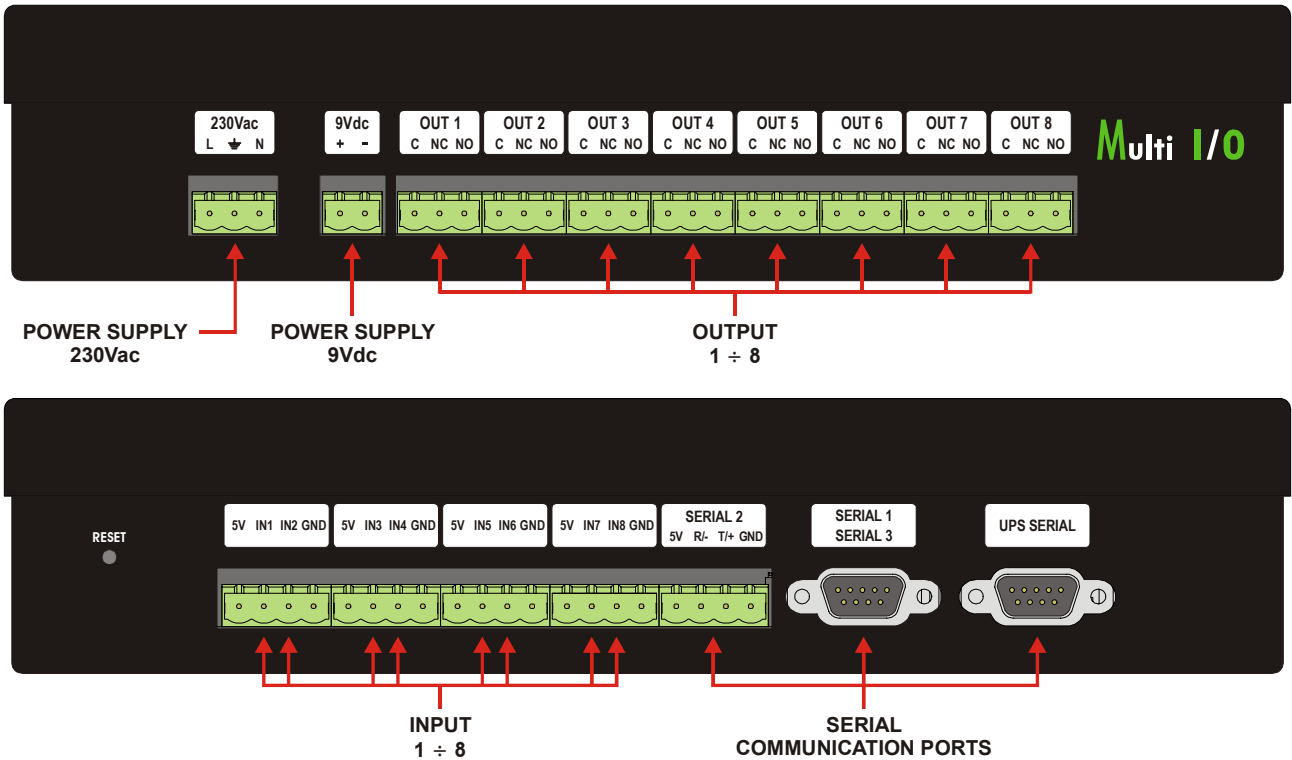 230Vac
L ⏚ N
9Vdc
+ -
OUT 1
C NC NO
OUT 2
C NC NO
OUT 3
C NC NO
OUT 4
C NC NO
OUT 5
C NC NO
OUT 6
C NC NO
OUT 7
C NC NO
OUT 8
C NC NO
Multi I/O
POWER SUPPLY
230Vac
POWER SUPPLY
9Vdc
OUTPUT
1 ÷ 8
RESET
5V IN1 IN2 GND
5V IN3 IN4 GND
5V IN5 IN6 GND
5V IN7 IN8 GND
SERIAL 2
5V R/- T/+ GND
SERIAL 1
SERIAL 3
UPS SERIAL
INPUT
1 ÷ 8
SERIAL
COMMUNICATION PORTS